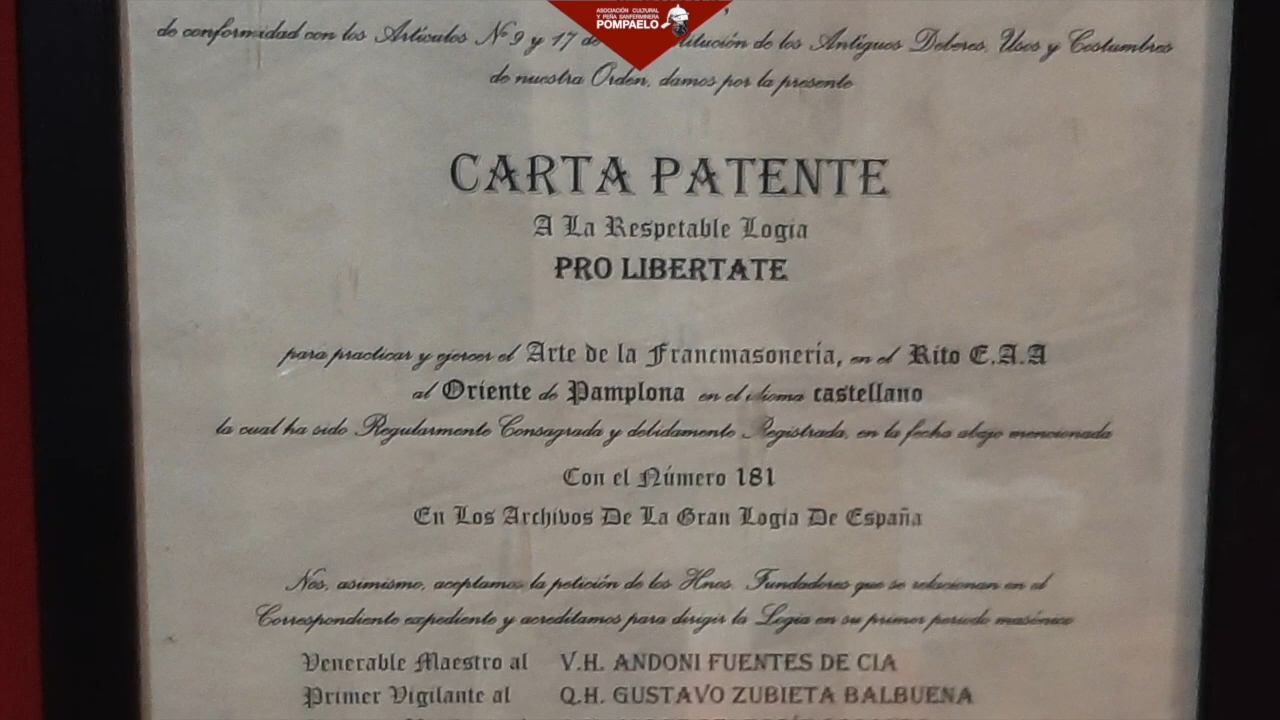 ASOCIACIÓN CULTURAL
Y PEÑA SANFERMINERA
POMPAELO
de conformidad con los Artículos Nº 9 y 17 de titución de los Antiguos Deberes, Usos y Costumbres
de nuestra Orden, damos por la presente
CARTA PATENTE
A La Respetable Logia
PRO LIBERTATE
para practicar y ejercer el Arte de la Francmasonería, en el Rito E.A.A
al Oriente de Pamplona en el idioma castellano
la cual ha sido Regularmente Consagrada y debidamente Registrada, en la fecha abajo mencionada
Con el Número 181
En Los Archivos De La Gran Logia De España
Nos, asimismo, aceptamos la petición de los Hnos. Fundadores que se relacionan en el
Correspondiente expediente y acreditamos para dirigir la Logia en su primer periodo masónico
Venerable Maestro al V.H. ANDONI FUENTES DE CIA
Primer Vigilante al Q.H. GUSTAVO ZUBIETA BALBUENA